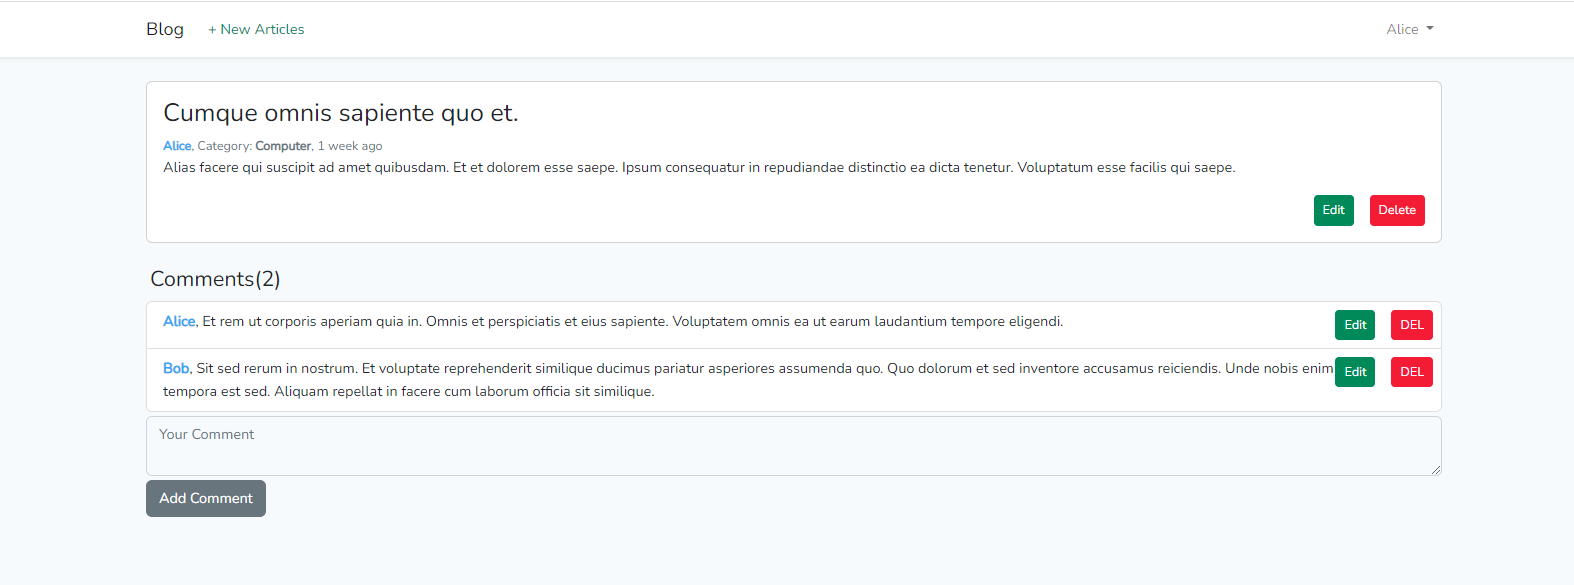 Blog + New Articles Alice
Cumque omnis sapiente quo et.
Alice, Category: Computer, 1 week ago
Alias facere qui suscipit ad amet quibusdam. Et et dolorem esse saepe. Ipsum consequatur in repudiandae distinctio ea dicta tenetur. Voluptatum esse facilis qui saepe.
Edit Delete
Comments(2)
Alice, Et rem ut corporis aperiam quia in. Omnis et perspiciatis et eius sapiente. Voluptatem omnis ea ut earum laudantium tempore eligendi. Edit DEL
Bob, Sit sed rerum in nostrum. Et voluptate reprehenderit similique ducimus pariatur asperiores assumenda quo. Quo dolorum et sed inventore accusamus reiciendis. Unde nobis enim Edit DEL
tempora est sed. Aliquam repellat in facere cum laborum officia sit similique.
Your Comment
Add Comment